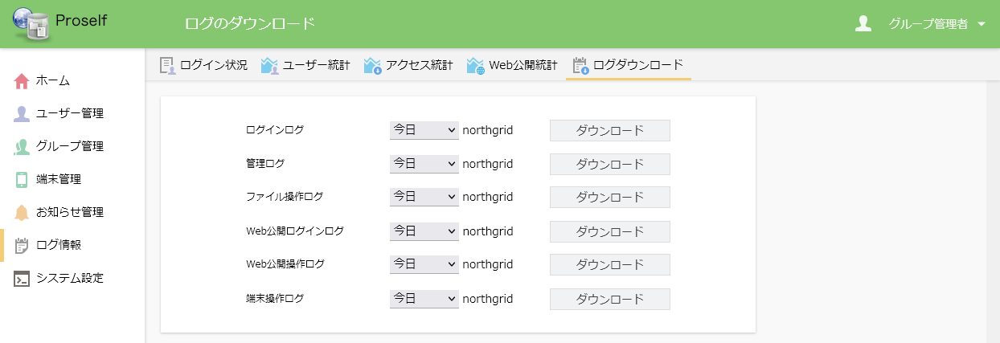 Proself
ログのダウンロード
グループ管理者
ホーム
ユーザー管理
グループ管理
端末管理
お知らせ管理
ログ情報
システム設定
ログイン状況 ユーザー統計 アクセス統計 Web公開統計 ログダウンロード
ログインログ 今日 northgrid ダウンロード
管理ログ 今日 northgrid ダウンロード
ファイル操作ログ 今日 northgrid ダウンロード
Web公開ログインログ 今日 northgrid ダウンロード
Web公開操作ログ 今日 northgrid ダウンロード
端末操作ログ 今日 northgrid ダウンロード